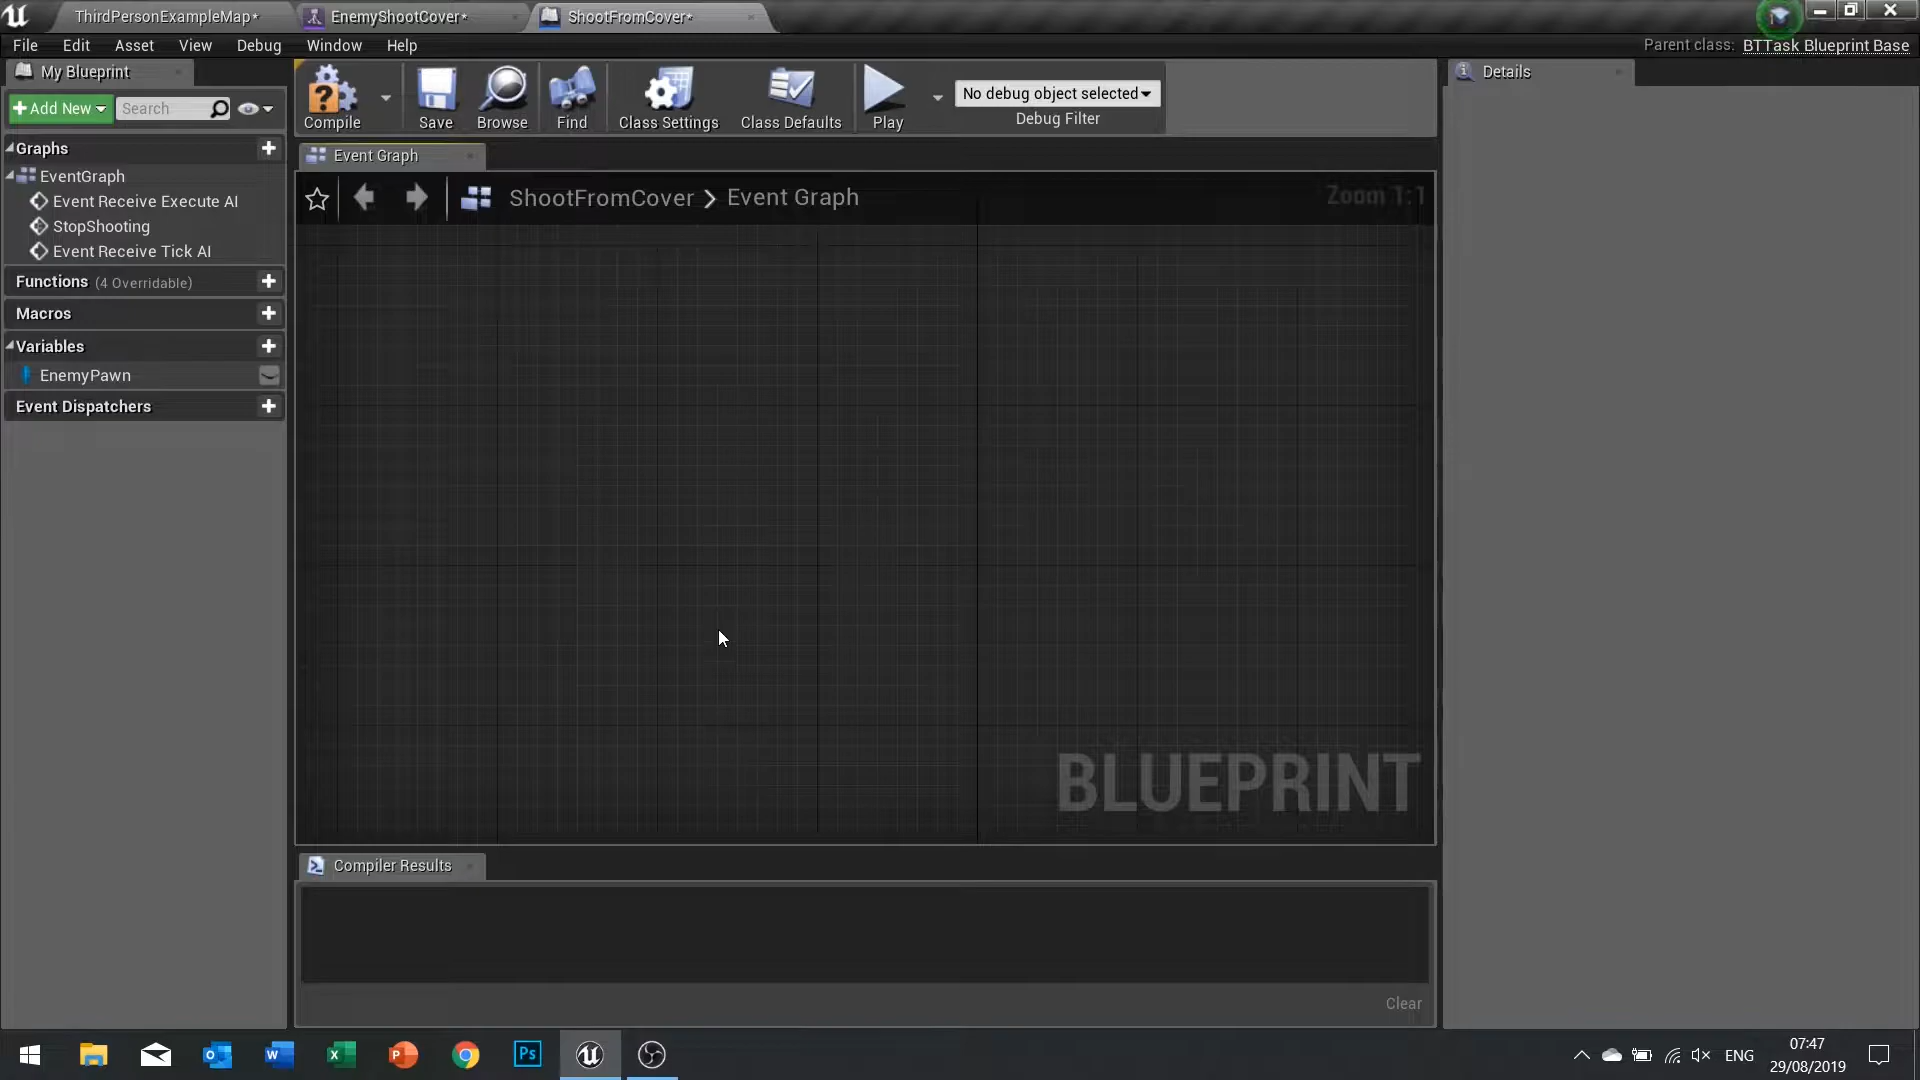 ThirdPersonExampleMap*
EnemyShootCover*
ShootFromCover*
File Edit Asset View Debug Window Help
Parent class: BTTask Blueprint Base
My Blueprint
Details
+ Add New
Search
Compile
Save
Browse
Find
Class Settings
Class Defaults
Play
No debug object selected
Debug Filter
Graphs
EventGraph
Event Receive Execute AI
StopShooting
Event Receive Tick AI
Functions (4 Overridable)
Macros
Variables
EnemyPawn
Event Dispatchers
Event Graph
ShootFromCover > Event Graph
Zoom 1:1
BLUEPRINT
Compiler Results
Clear
Ps
ENG
07:47
29/08/2019